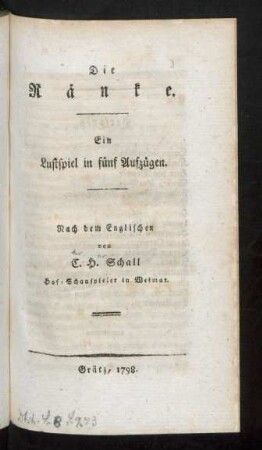 Die
Ränke.
Ein
Lustspiel in fünf Aufzügen.
Nach dem Englischen
von
C. H. Schall
Hof-Schauspieler in Weimar.
Grätz, 1798.